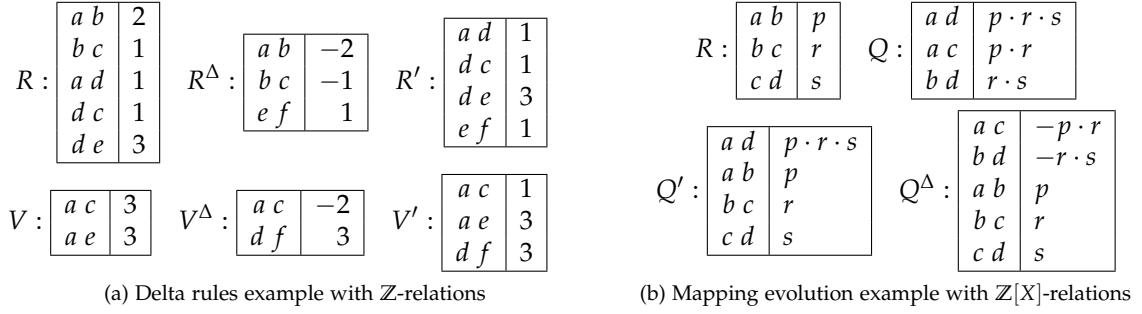 R :
a b 2
b c 1
a d 1
d c 1
d e 3
R^Δ :
a b −2
b c −1
e f 1
R′ :
a d 1
d c 1
d e 3
e f 1
V :
a c 3
a e 3
V^Δ :
a c −2
d f 3
V′ :
a c 1
a e 3
d f 3
(a) Delta rules example with ℤ-relations
R :
a b p
b c r
c d s
Q :
a d p · r · s
a c p · r
b d r · s
Q′ :
a d p · r · s
a b p
b c r
c d s
Q^Δ :
a c −p · r
b d −r · s
a b p
b c r
c d s
(b) Mapping evolution example with ℤ[X]-relations